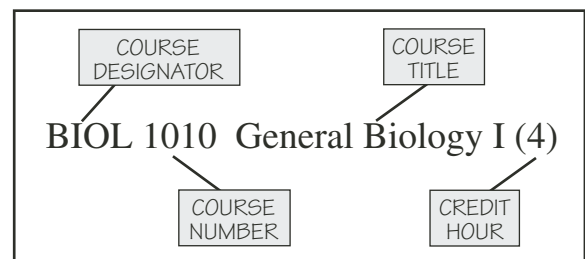 COURSE
DESIGNATOR
COURSE
TITLE
BIOL 1010 General Biology I (4)
COURSE
NUMBER
CREDIT
HOUR